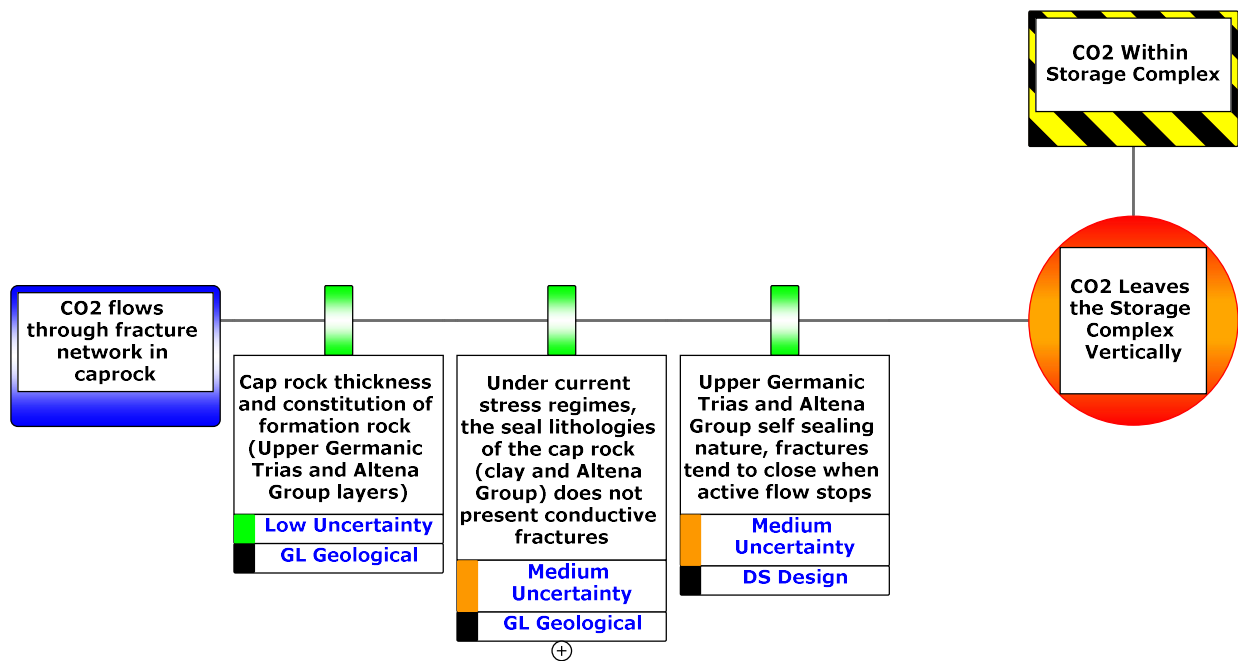 CO2 Within
Storage Complex
CO2 flows
through fracture
network in
caprock
CO2 Leaves
the Storage
Complex
Vertically
Cap rock thickness
and constitution of
formation rock
(Upper Germanic
Trias and Altena
Group layers)
Low Uncertainty
GL Geological
Under current
stress regimes,
the seal lithologies
of the cap rock
(clay and Altena
Group) does not
present conductive
fractures
Medium
Uncertainty
GL Geological
Upper Germanic
Trias and Altena
Group self sealing
nature, fractures
tend to close when
active flow stops
Medium
Uncertainty
DS Design